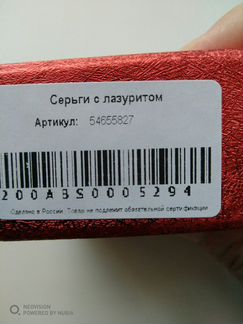 Серьги с лазуритом
Артикул: 54655827
200ABS0005294
Сделано в России. Товар не подлежит обязательной сертификации
NEOVISION
POWERED BY NUBIA